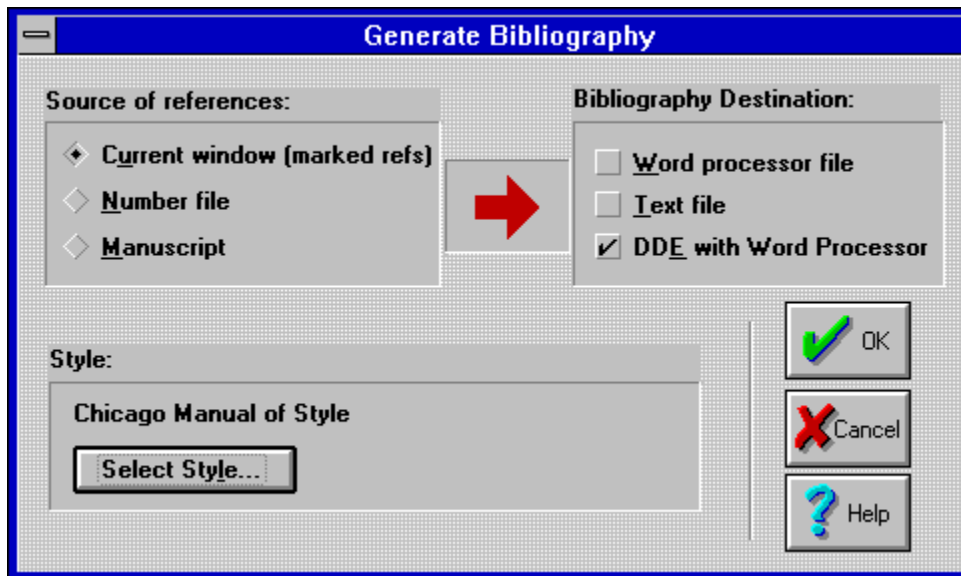 Generate Bibliography
Source of references:
Current window (marked refs)
Number file
Manuscript
Bibliography Destination:
Word processor file
Text file
DDE with Word Processor
Style:
Chicago Manual of Style
Select Style...
OK
Cancel
Help